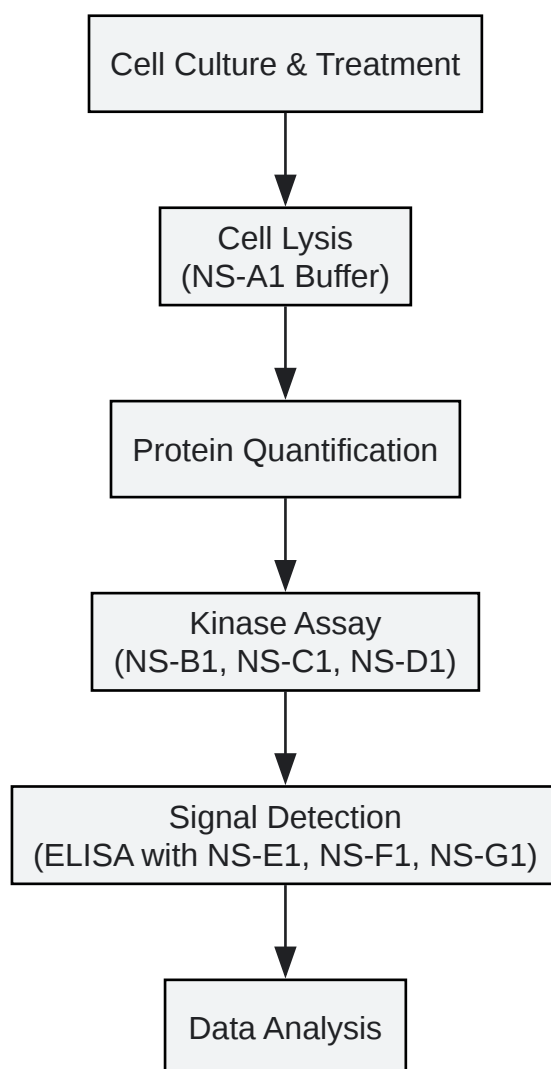 Cell Culture & Treatment
Cell Lysis
(NS-A1 Buffer)
Protein Quantification
Kinase Assay
(NS-B1, NS-C1, NS-D1)
Signal Detection
(ELISA with NS-E1, NS-F1, NS-G1)
Data Analysis